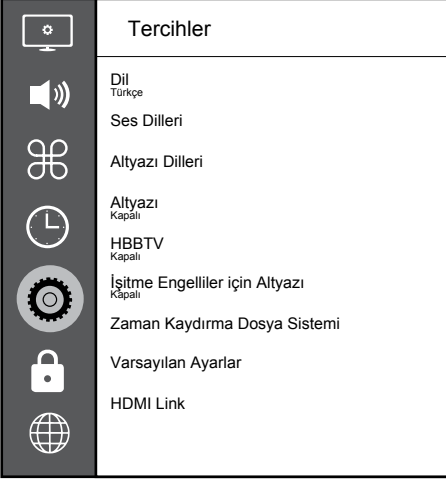 Tercihler
Dil
Türkçe
Ses Dilleri
Altyazı Dilleri
Altyazı
Kapalı
HBBTV
Kapalı
İşitme Engelliler için Altyazı
Kapalı
Zaman Kaydırma Dosya Sistemi
Varsayılan Ayarlar
HDMI Link